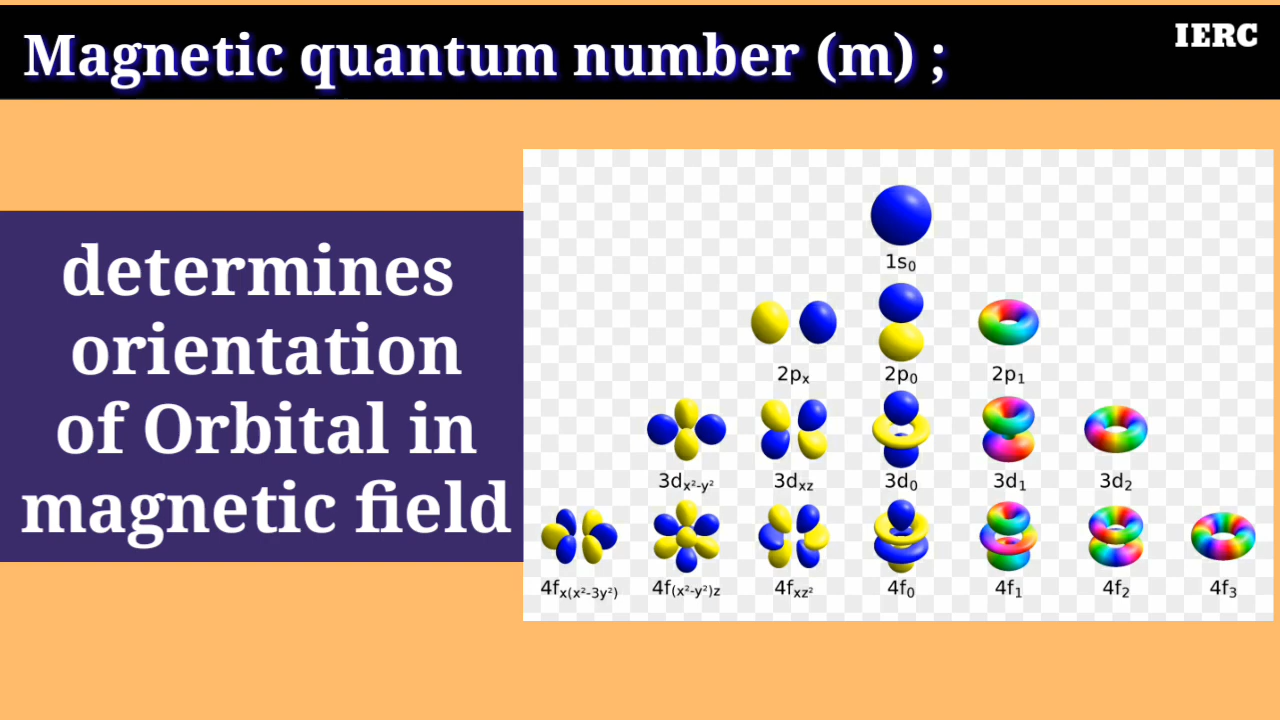 Magnetic quantum number (m) ;
IERC
determines
orientation
of Orbital in
magnetic field
1s₀
2pₓ 2p₀ 2p₁
3dₓ²₋ᵧ² 3dₓz 3d₀ 3d₁ 3d₂
4fₓ(ₓ²₋₃ᵧ²) 4f(ₓ²₋ᵧ²)z 4fₓz² 4f₀ 4f₁ 4f₂ 4f₃